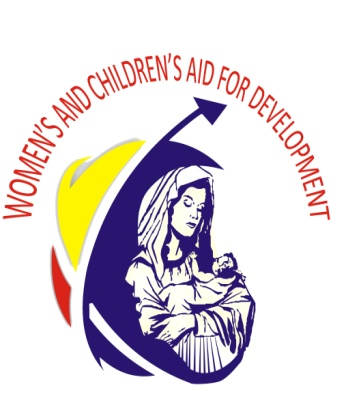 WOMEN'S AND CHILDREN'S AID FOR DEVELOPMENT